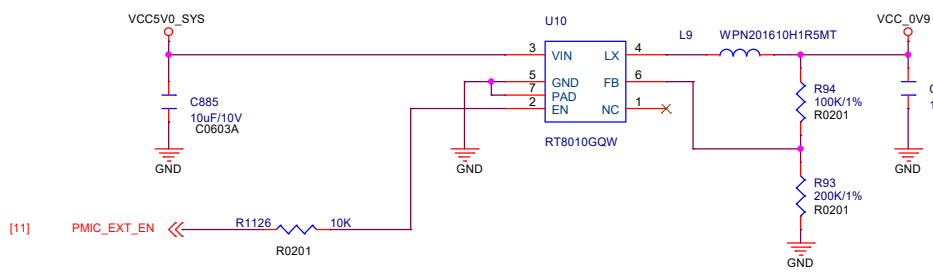 VCC5V0_SYS
U10
VCC_0V9
L9 WPN201610H1R5MT
3 VIN LX 4
5 GND FB 6
7 PAD
2 EN NC 1
RT8010GQW
C885
10uF/10V
C0603A
GND
GND
R94
100K/1%
R0201
C
1
GND
R93
200K/1%
R0201
GND
[11] PMIC_EXT_EN R1126 10K
R0201